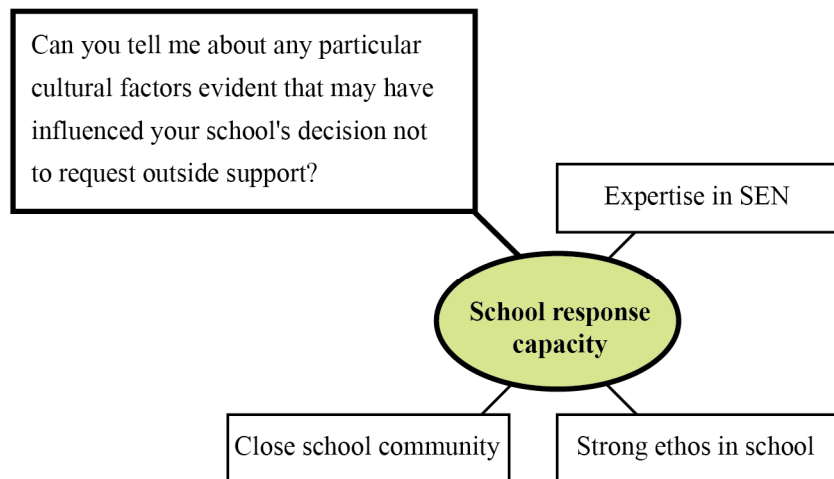 Can you tell me about any particular
cultural factors evident that may have
influenced your school's decision not
to request outside support?
Expertise in SEN
School response
capacity
Close school community
Strong ethos in school